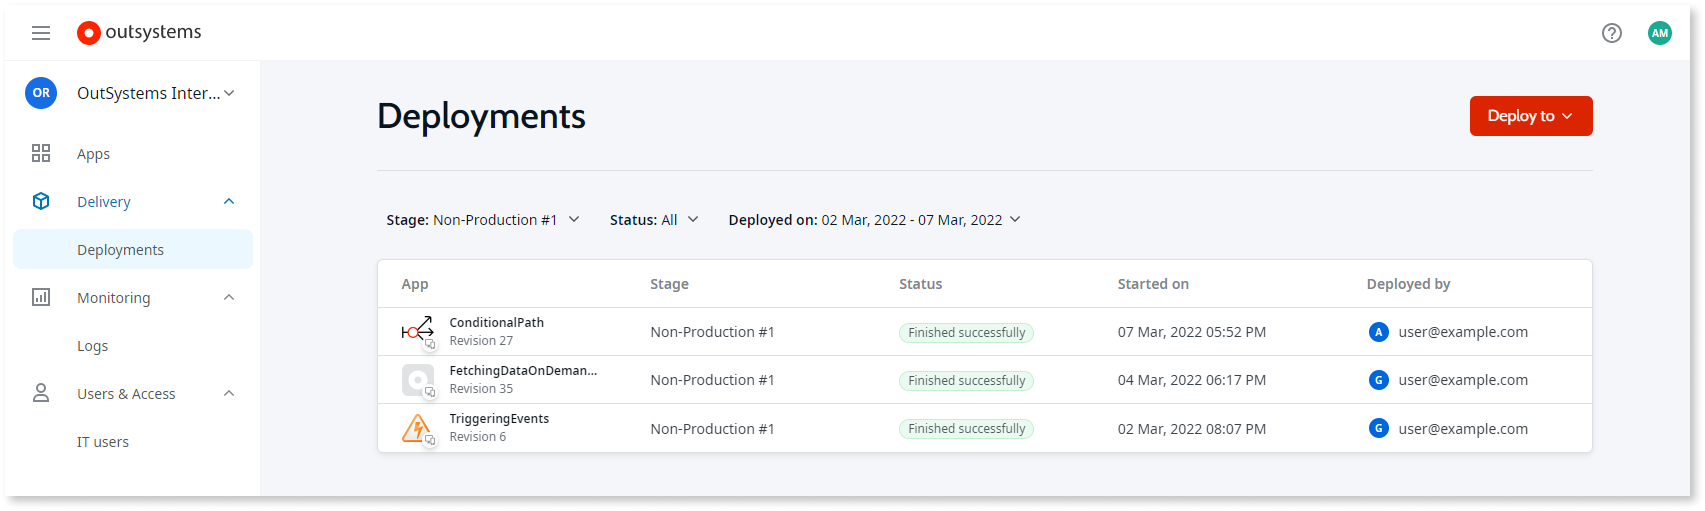 outsystems
AM
OR OutSystems Inter...
Apps
Delivery
Deployments
Monitoring
Logs
Users & Access
IT users
Deployments
Deploy to
Stage: Non-Production #1 Status: All Deployed on: 02 Mar, 2022 - 07 Mar, 2022
App Stage Status Started on Deployed by
ConditionalPath
Revision 27
Non-Production #1 Finished successfully 07 Mar, 2022 05:52 PM A user@example.com
FetchingDataOnDeman...
Revision 35
Non-Production #1 Finished successfully 04 Mar, 2022 06:17 PM G user@example.com
TriggeringEvents
Revision 6
Non-Production #1 Finished successfully 02 Mar, 2022 08:07 PM G user@example.com